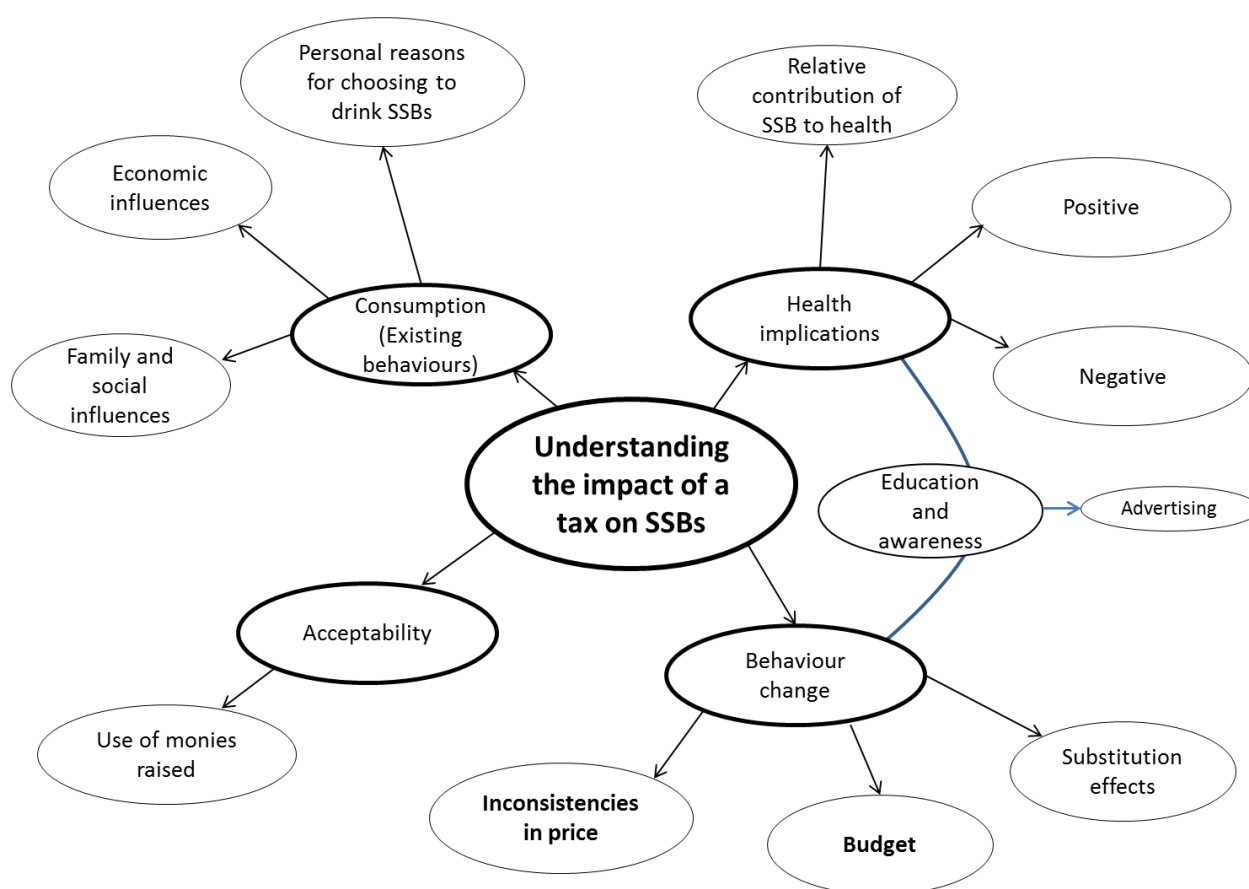 Personal reasons
for choosing to
drink SSBs
Relative
contribution of
SSB to health
Economic
influences
Positive
Consumption
(Existing
behaviours)
Health
implications
Family and
social
influences
Negative
Understanding
the impact of a
tax on SSBs
Education
and
awareness
Advertising
Acceptability
Behaviour
change
Use of monies
raised
Substitution
effects
Inconsistencies
in price
Budget